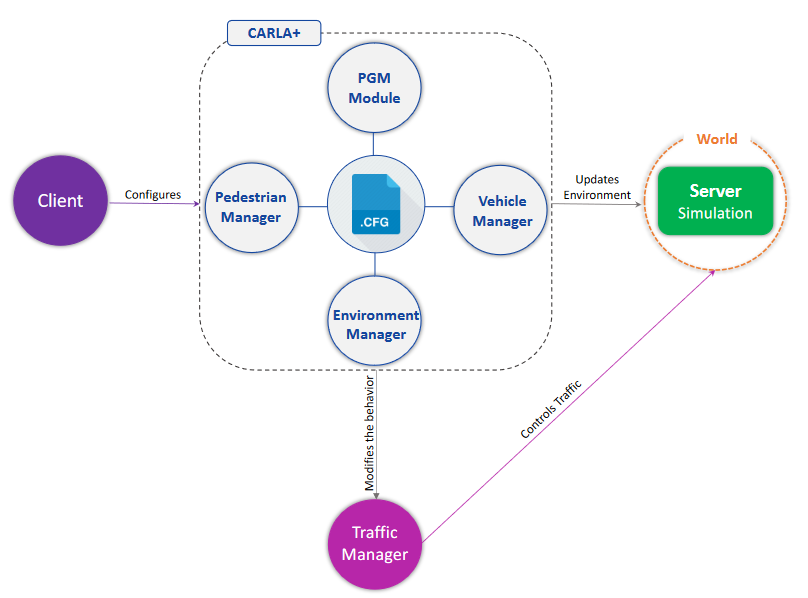 CARLA+
PGM
Module
World
Client
Configures
Pedestrian
Manager
.CFG
Vehicle
Manager
Updates
Environment
Server
Simulation
Environment
Manager
Modifies the behavior
Controls Traffic
Traffic
Manager